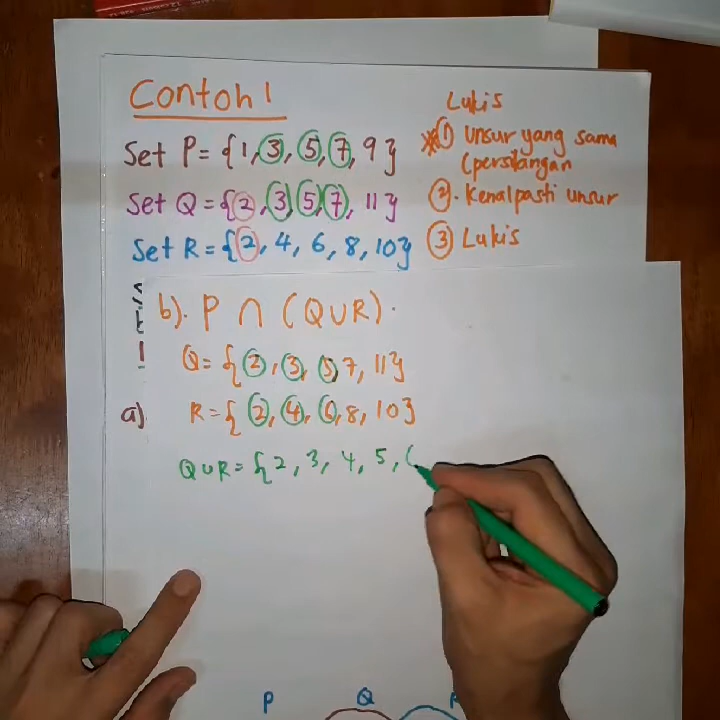 Contoh 1
Set P = {1, 3, 5, 7, 9}
Set Q = {2, 3, 5, 7, 11}
Set R = {2, 4, 6, 8, 10}
Lukis
① Unsur yang sama
(persilangan
②. Kenalpasti unsur
③ Lukis
b). P ∩ (Q∪R).
Q = {2, 3, 5, 7, 11}
a) R = {2, 4, 6, 8, 10}
Q∪R = {2, 3, 4, 5,
P Q